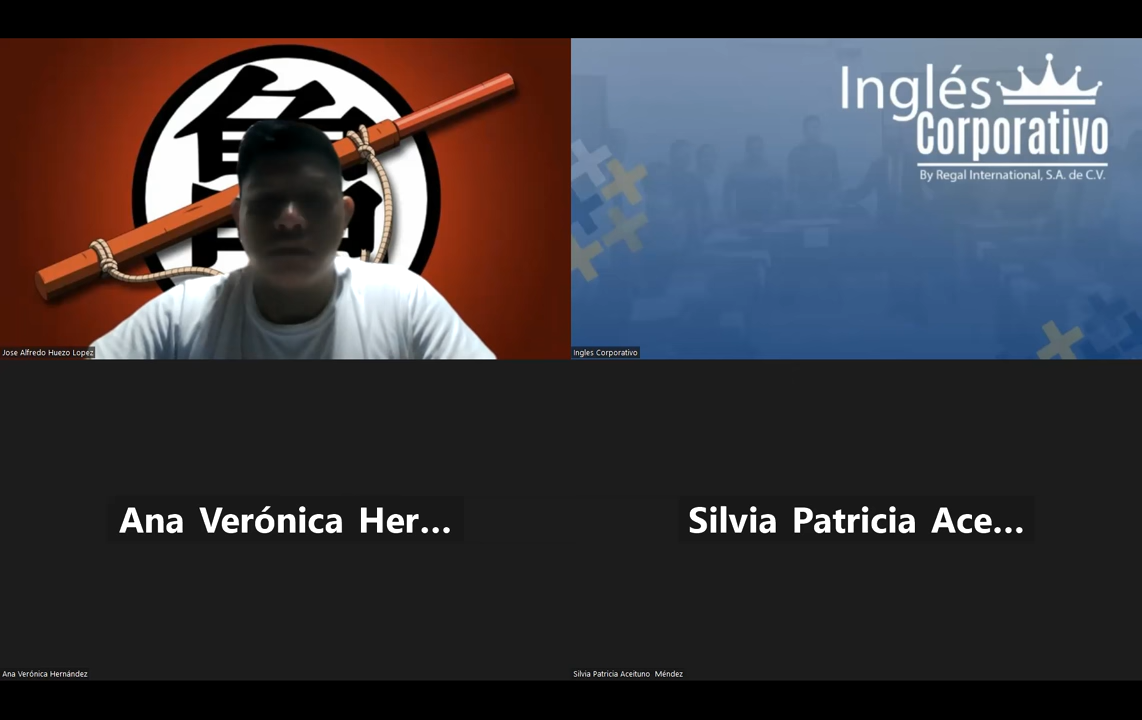 亀
Jose Alfredo Huezo Lopez
Inglés
Corporativo
By Regal International, S.A. de C.V.
Ingles Corporativo
Ana Verónica Her...
Silvia Patricia Ace...
Ana Verónica Hernández
Silvia Patricia Aceituno Méndez